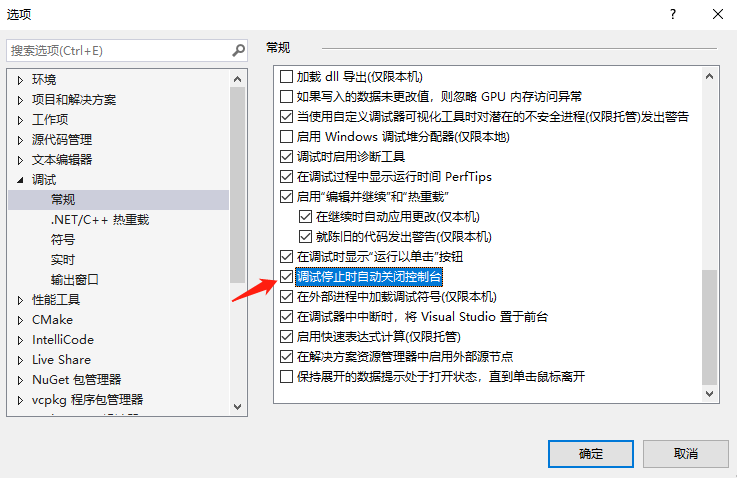 选项
搜索选项(Ctrl+E)
环境
项目和解决方案
工作项
源代码管理
文本编辑器
调试
常规
.NET/C++ 热重载
符号
实时
输出窗口
性能工具
CMake
IntelliCode
Live Share
NuGet 包管理器
vcpkg 程序包管理器
常规
加载 dll 导出(仅限本机)
如果写入的数据未更改值，则忽略 GPU 内存访问异常
当使用自定义调试器可视化工具时对潜在的不安全进程(仅限托管)发出警告
启用 Windows 调试堆分配器(仅限本地)
调试时启用诊断工具
在调试过程中显示运行时间 PerfTips
启用“编辑并继续”和“热重载”
在继续时自动应用更改(仅本机)
就陈旧的代码发出警告(仅限本机)
在调试时显示“运行以单击”按钮
调试停止时自动关闭控制台
在外部进程中加载调试符号(仅限本机)
在调试器中中断时，将 Visual Studio 置于前台
启用快速表达式计算(仅限托管)
在解决方案资源管理器中启用外部源节点
保持展开的数据提示处于打开状态，直到单击鼠标离开
确定
取消